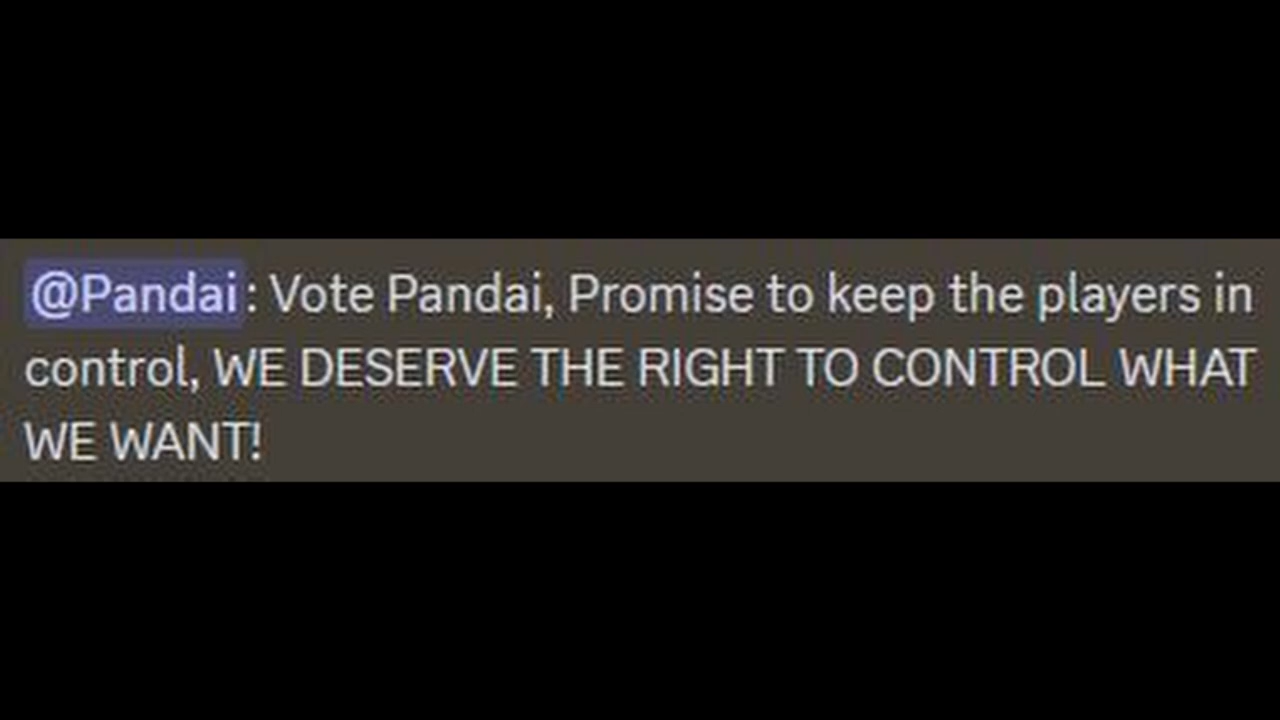 @Pandai: Vote Pandai, Promise to keep the players in
control, WE DESERVE THE RIGHT TO CONTROL WHAT
WE WANT!